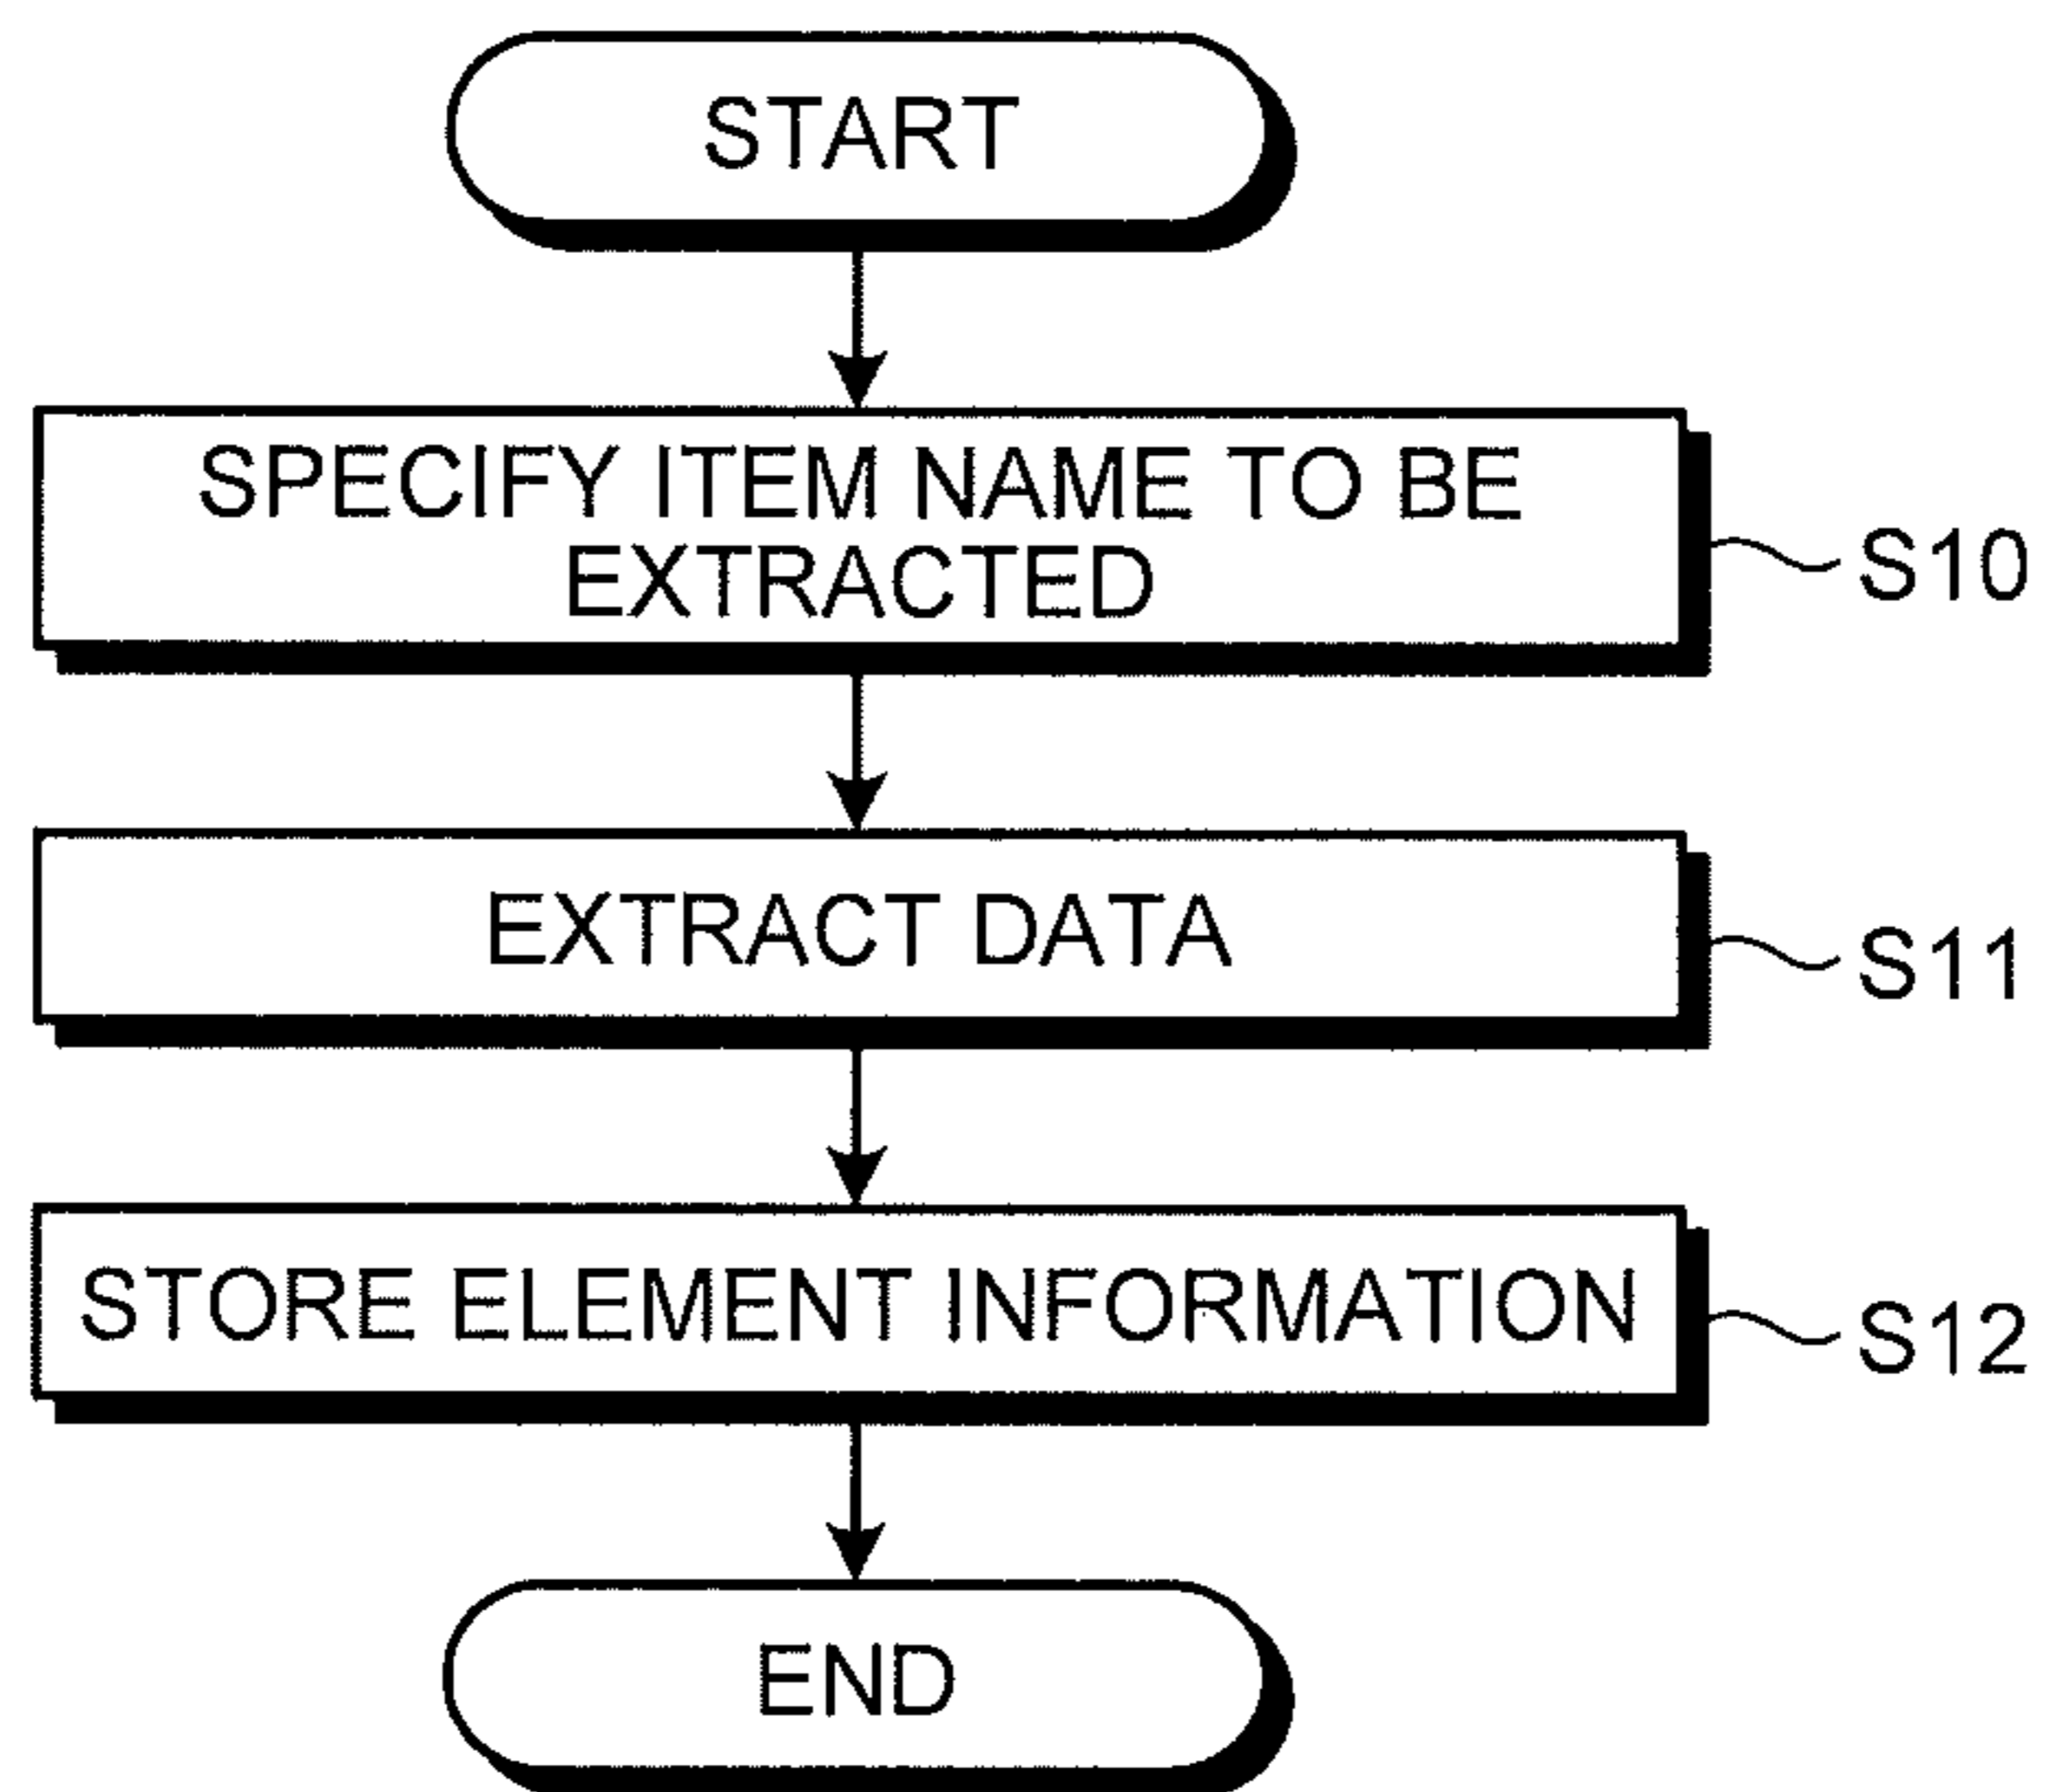 START
SPECIFY ITEM NAME TO BE
EXTRACTED
S10
EXTRACT DATA
S11
STORE ELEMENT INFORMATION
S12
END